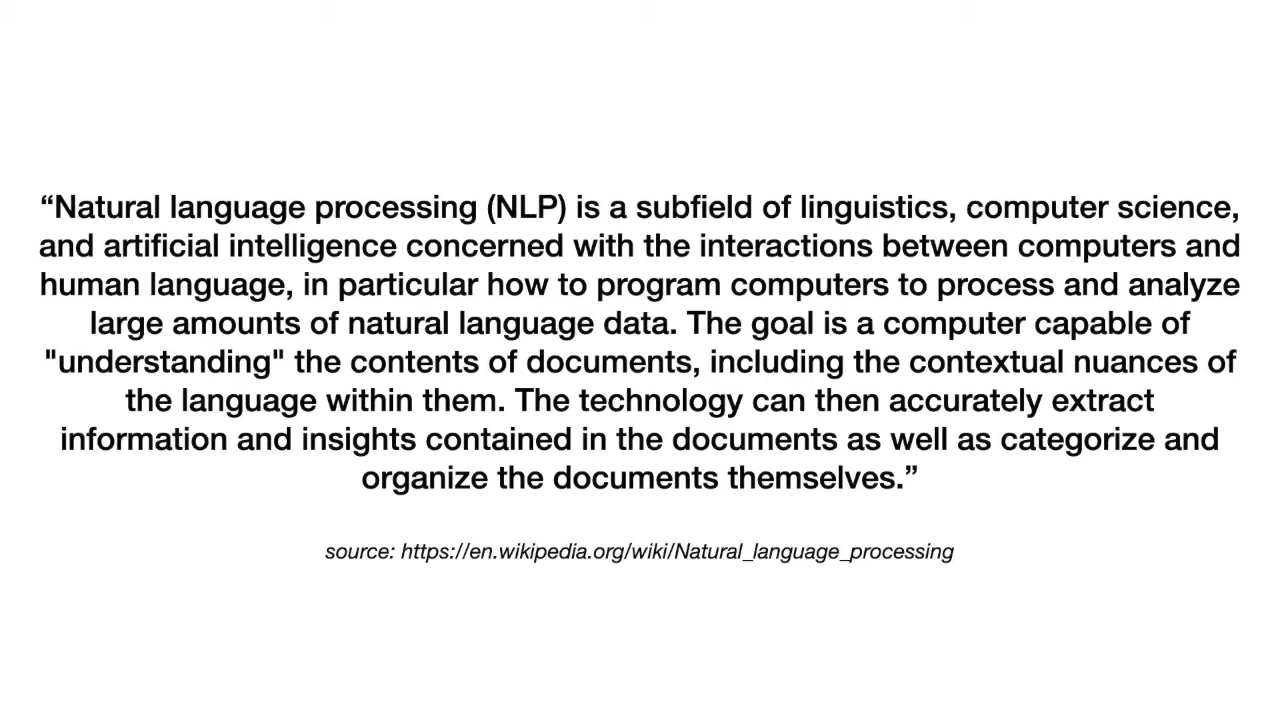 “Natural language processing (NLP) is a subfield of linguistics, computer science,
and artificial intelligence concerned with the interactions between computers and
human language, in particular how to program computers to process and analyze
large amounts of natural language data. The goal is a computer capable of
"understanding" the contents of documents, including the contextual nuances of
the language within them. The technology can then accurately extract
information and insights contained in the documents as well as categorize and
organize the documents themselves.”
source: https://en.wikipedia.org/wiki/Natural_language_processing